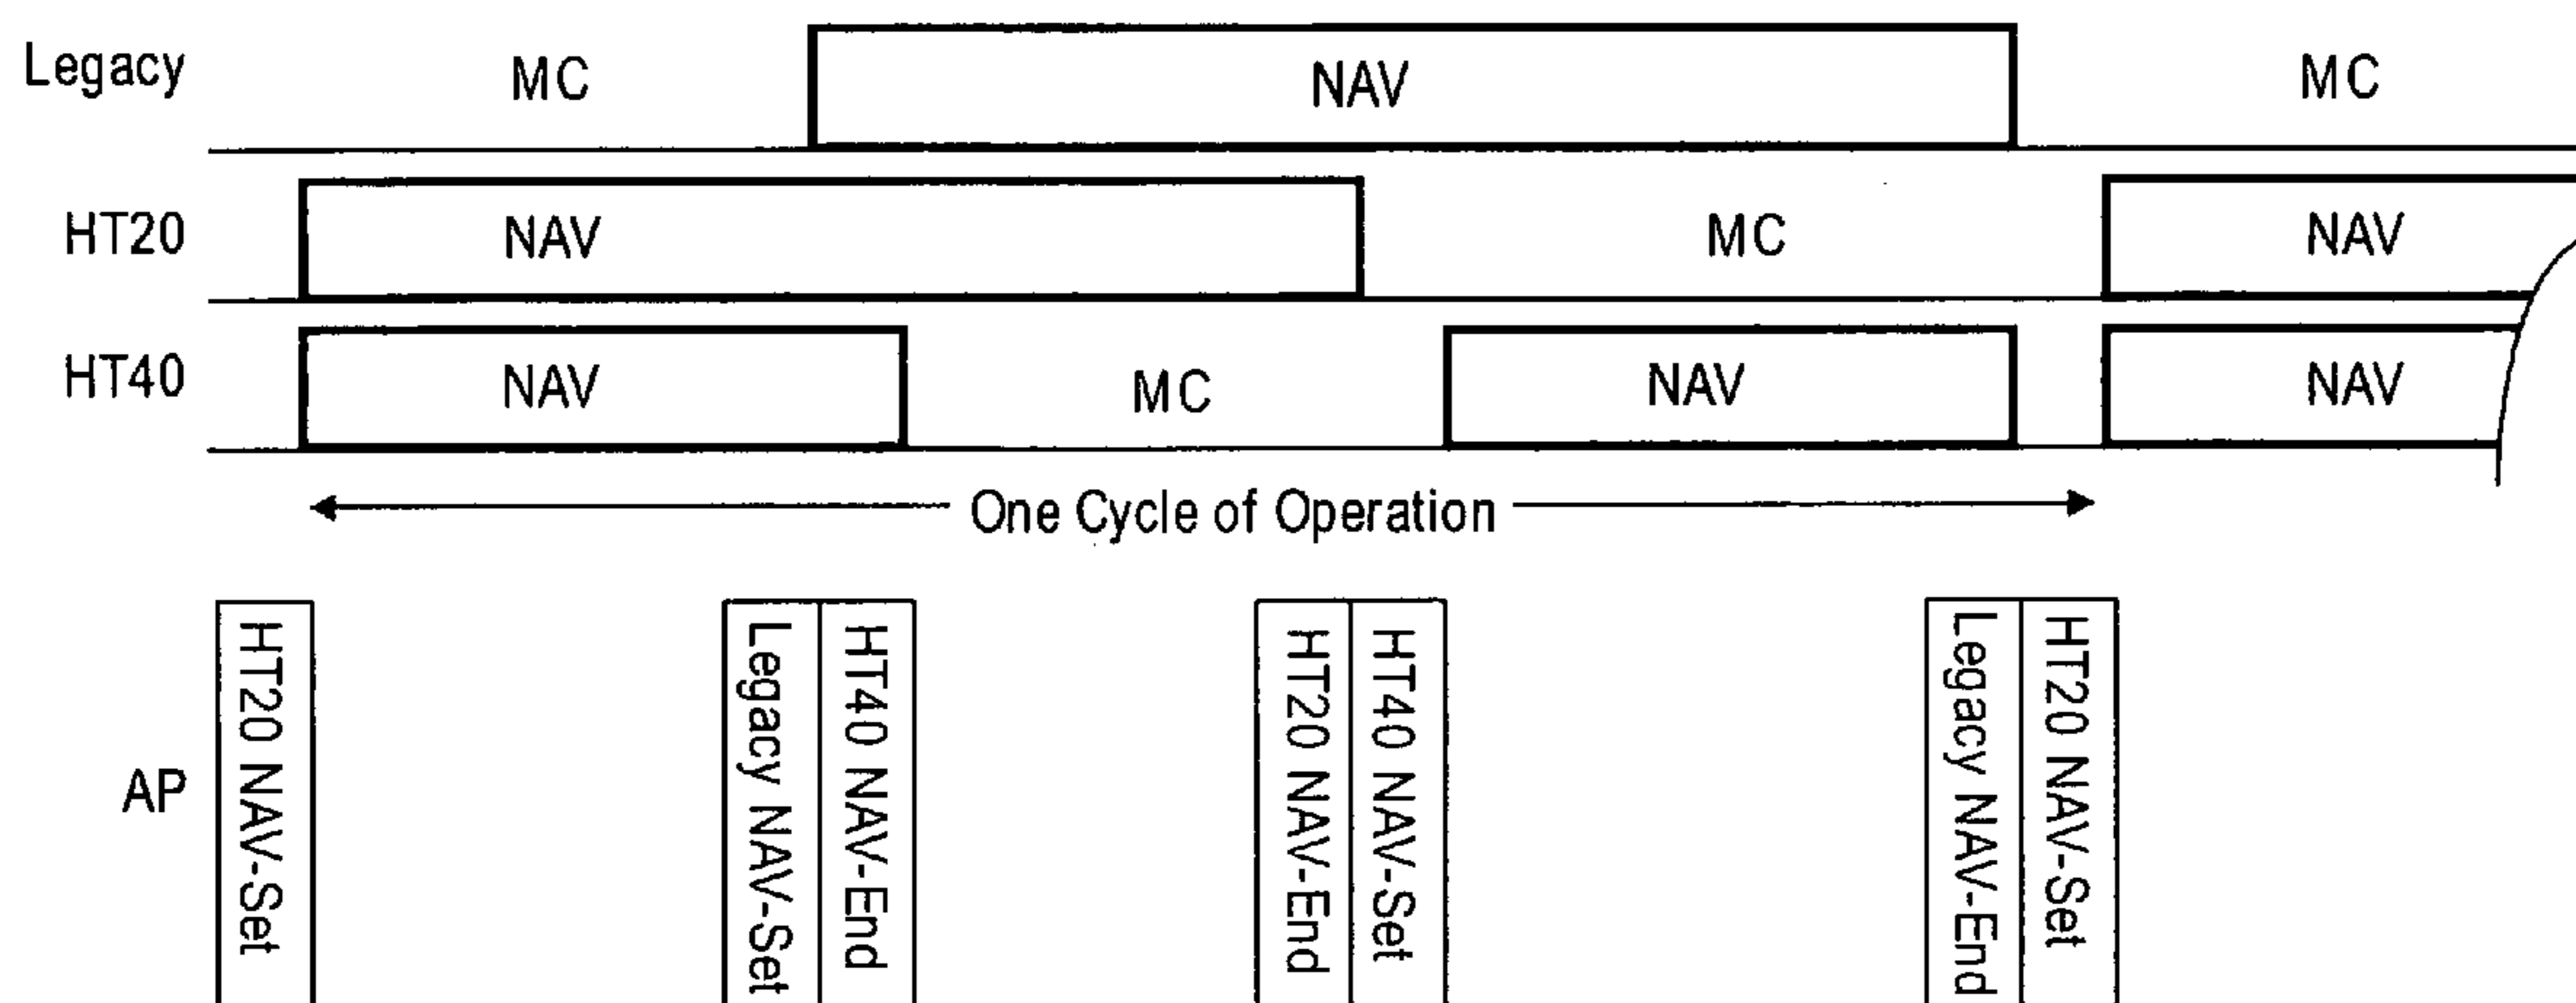 Legacy MC NAV MC
HT20 NAV MC NAV
HT40 NAV MC NAV NAV
One Cycle of Operation
AP
HT20 NAV-Set
Legacy NAV-Set
HT40 NAV-End
HT20 NAV-End
HT40 NAV-Set
Legacy NAV-End
HT20 NAV-Set